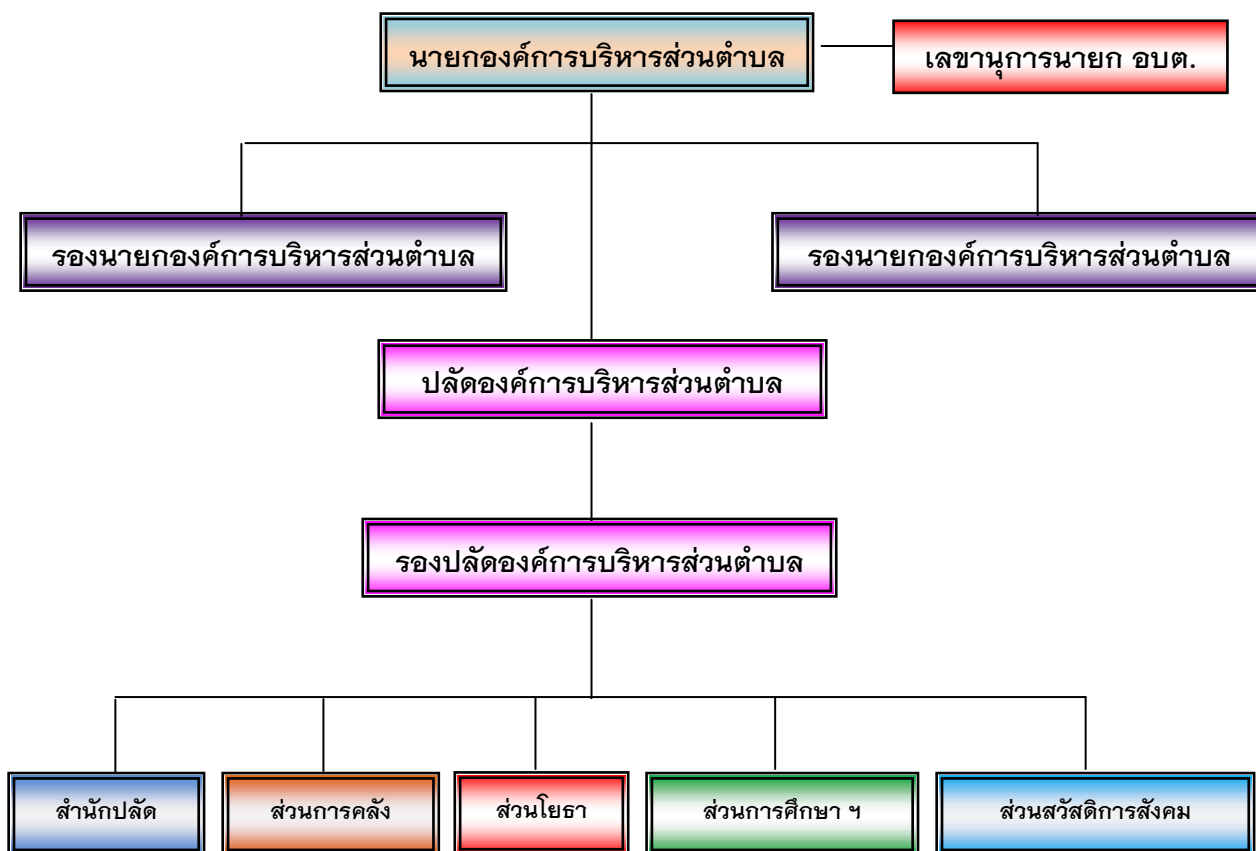 นายกองค์การบริหารส่วนตำบล
เลขานุการนายก อบต.
รองนายกองค์การบริหารส่วนตำบล
รองนายกองค์การบริหารส่วนตำบล
ปลัดองค์การบริหารส่วนตำบล
รองปลัดองค์การบริหารส่วนตำบล
สำนักปลัด
ส่วนการคลัง
ส่วนโยธา
ส่วนการศึกษา ฯ
ส่วนสวัสดิการสังคม